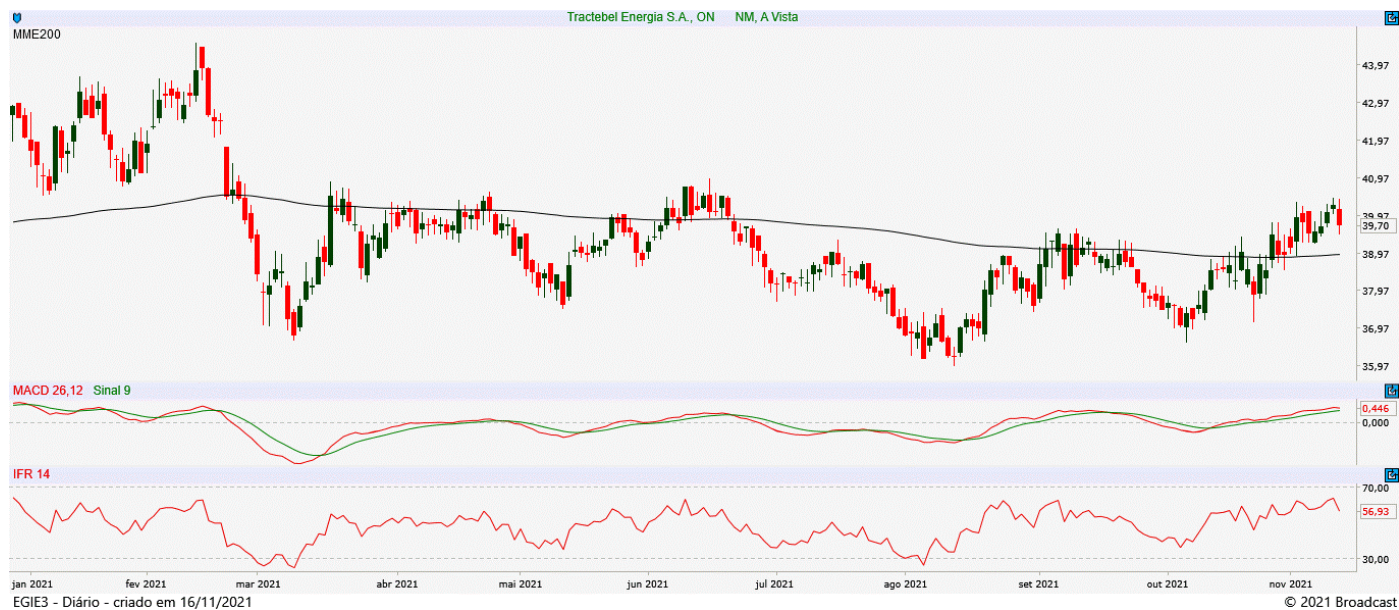 Tractebel Energia S.A., ON NM, A Vista
MME200
43,97
42,97
41,97
40,97
39,97
39,70
38,97
37,97
36,97
35,97
MACD 26,12 Sinal 9
0,446
0,000
IFR 14
70,00
56,93
30,00
jan 2021 fev 2021 mar 2021 abr 2021 mai 2021 jun 2021 jul 2021 ago 2021 set 2021 out 2021 nov 2021
EGIE3 - Diário - criado em 16/11/2021 © 2021 Broadcast